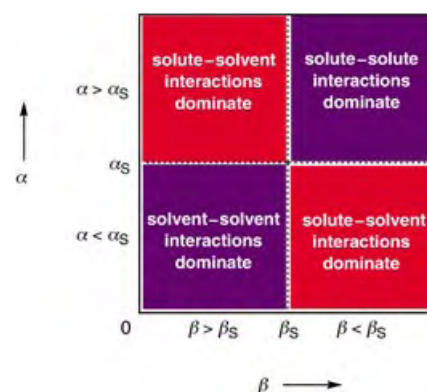 solute–solvent
interactions
dominate
solute–solute
interactions
dominate
α > αS
αS
α
solvent–solvent
interactions
dominate
solute–solvent
interactions
dominate
α < αS
0
β > βS
βS
β < βS
β